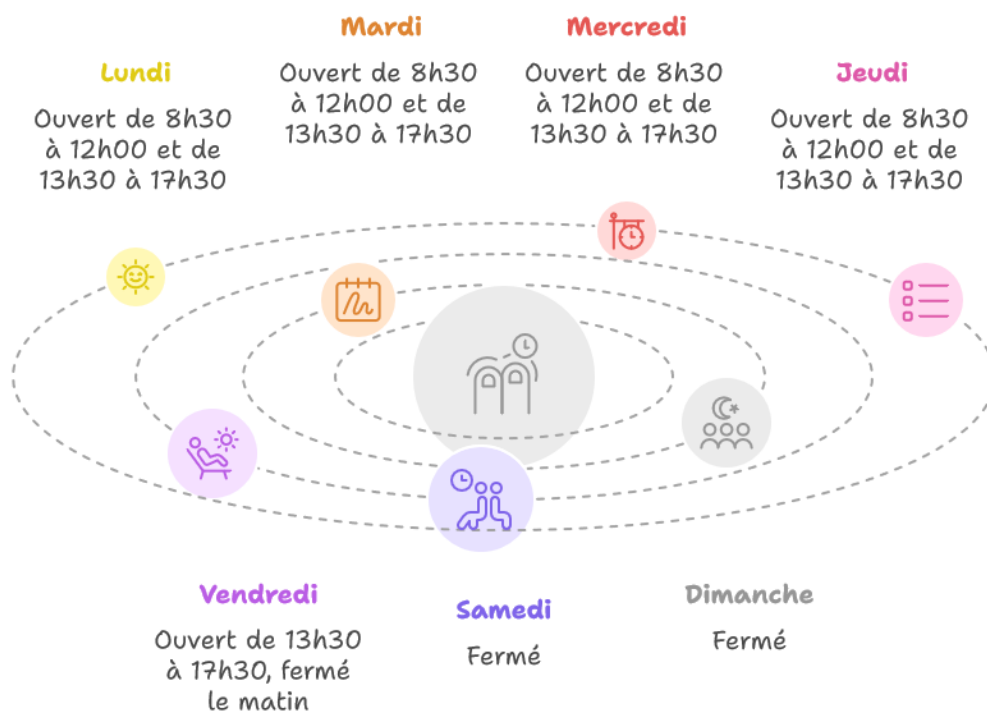 Lundi
Ouvert de 8h30
à 12h00 et de
13h30 à 17h30
Mardi
Ouvert de 8h30
à 12h00 et de
13h30 à 17h30
Mercredi
Ouvert de 8h30
à 12h00 et de
13h30 à 17h30
Jeudi
Ouvert de 8h30
à 12h00 et de
13h30 à 17h30
Vendredi
Ouvert de 13h30
à 17h30, fermé
le matin
Samedi
Fermé
Dimanche
Fermé